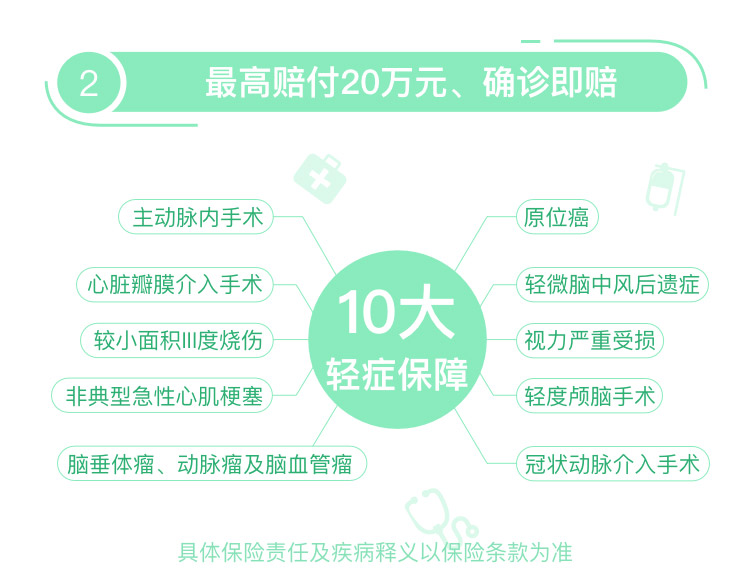 2
最高赔付20万元、确诊即赔
主动脉内手术
原位癌
心脏瓣膜介入手术
轻微脑中风后遗症
10大
轻症保障
较小面积III度烧伤
视力严重受损
非典型急性心肌梗塞
轻度颅脑手术
脑垂体瘤、动脉瘤及脑血管瘤
冠状动脉介入手术
具体保险责任及疾病释义以保险条款为准